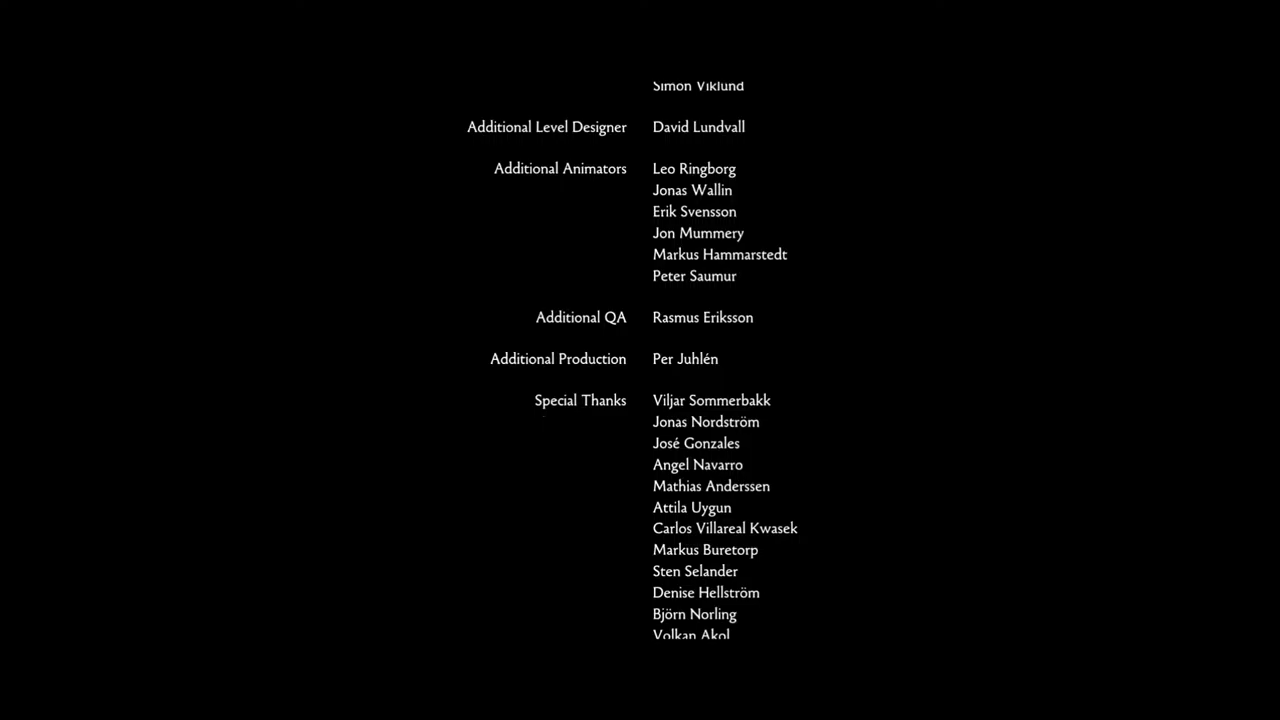 Simon Viklund
Additional Level Designer David Lundvall
Additional Animators Leo Ringborg
Jonas Wallin
Erik Svensson
Jon Mummery
Markus Hammarstedt
Peter Saumur
Additional QA Rasmus Eriksson
Additional Production Per Juhlén
Special Thanks Viljar Sommerbakk
Jonas Nordström
José Gonzales
Angel Navarro
Mathias Anderssen
Attila Uygun
Carlos Villareal Kwasek
Markus Buretorp
Sten Selander
Denise Hellström
Björn Norling
Volkan Akol